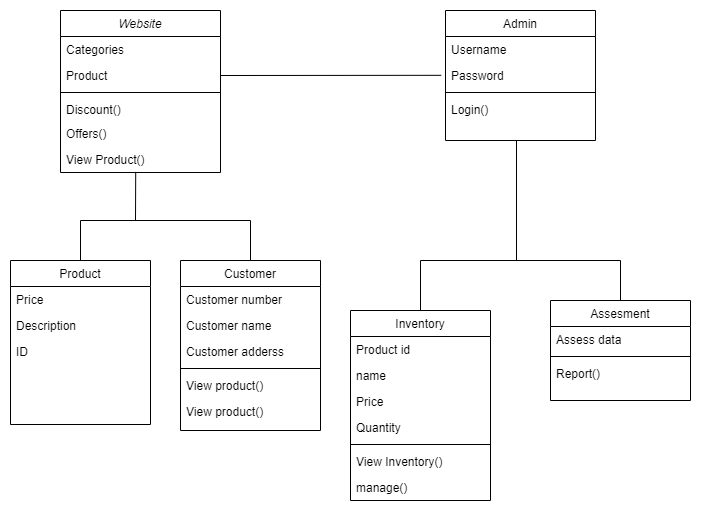 Website
Categories
Product
Discount()
Offers()
View Product()
Admin
Username
Password
Login()
Product
Price
Description
ID
Customer
Customer number
Customer name
Customer adderss
View product()
View product()
Inventory
Product id
name
Price
Quantity
View Inventory()
manage()
Assesment
Assess data
Report()